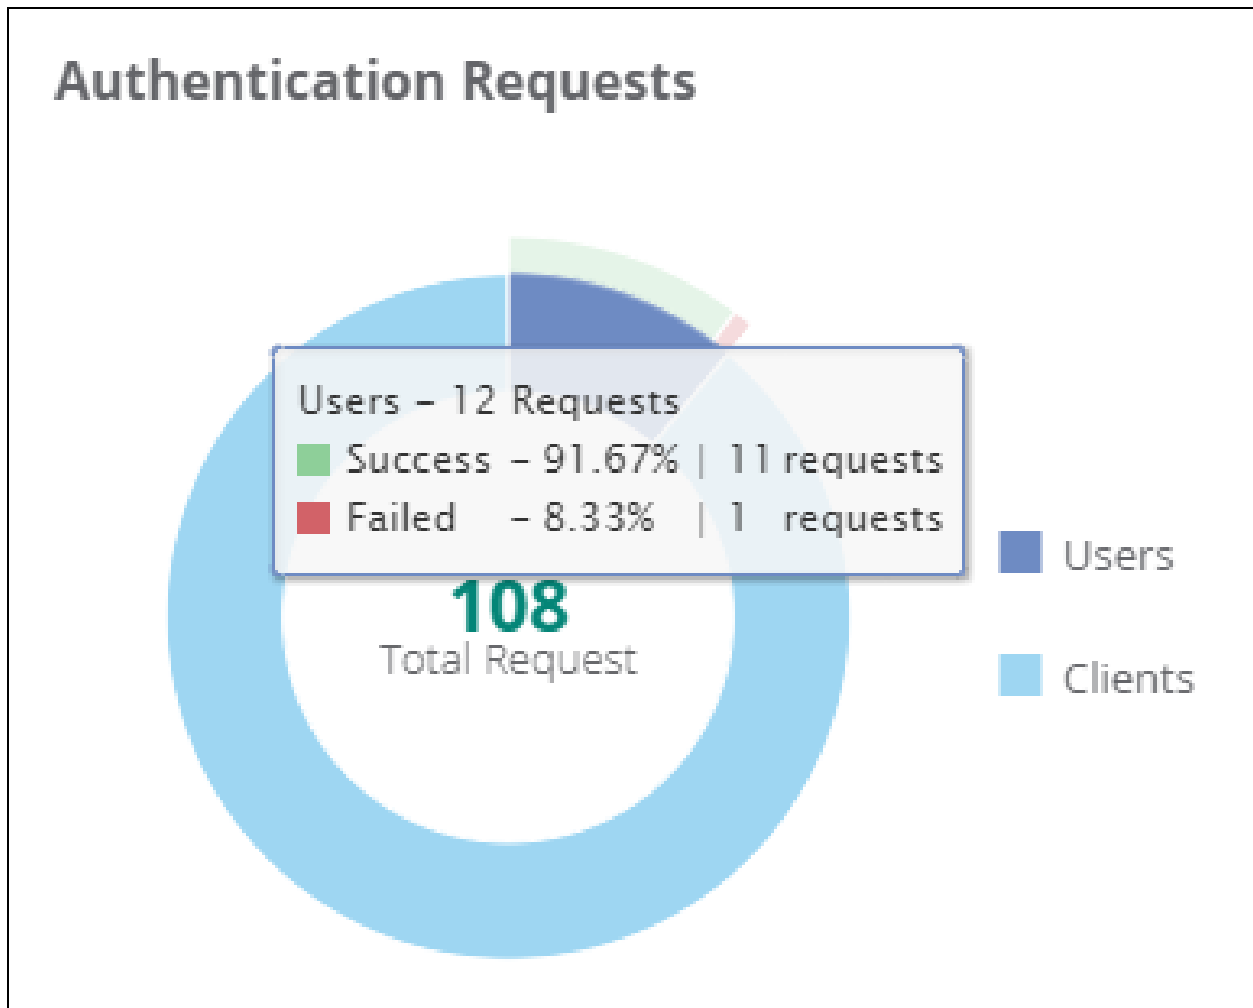 Authentication Requests
Users – 12 Requests
Success – 91.67% | 11 requests
Failed – 8.33% | 1 requests
108
Total Request
Users
Clients